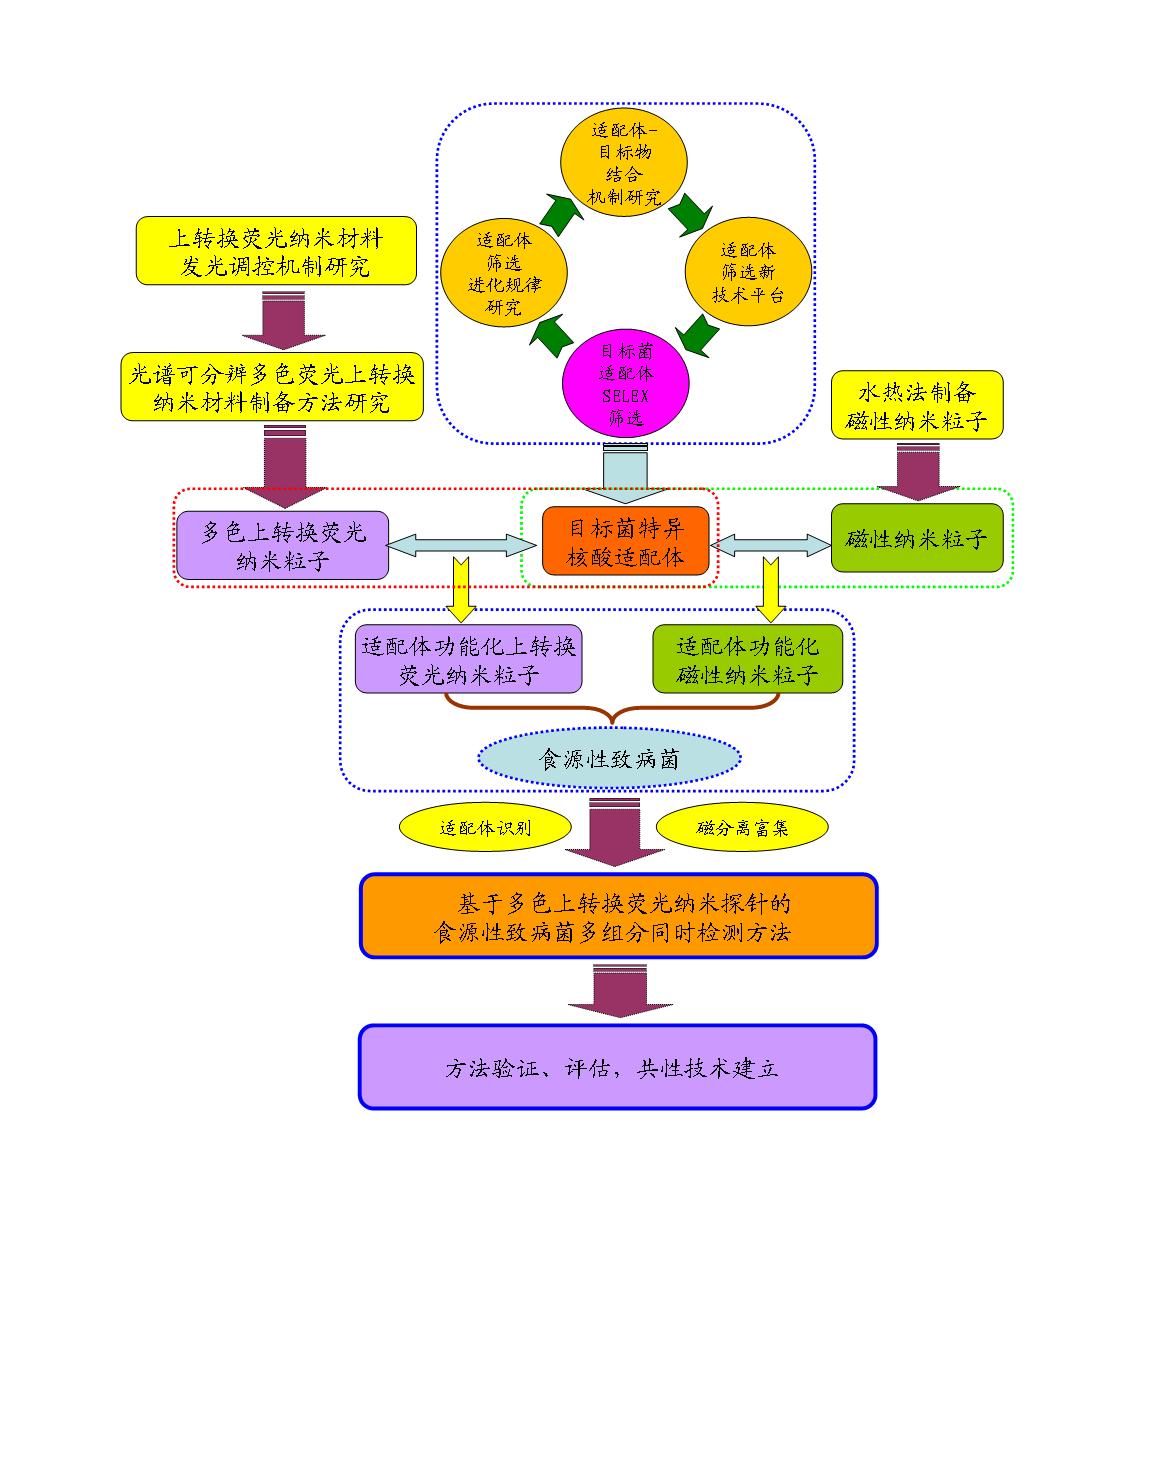 适配体-
目标物
结合
机制研究
适配体
筛选
进化规律
研究
适配体
筛选新
技术平台
目标菌
适配体
SELEX
筛选
上转换荧光纳米材料
发光调控机制研究
光谱可分辨多色荧光上转换
纳米材料制备方法研究
水热法制备
磁性纳米粒子
多色上转换荧光
纳米粒子
目标菌特异
核酸适配体
磁性纳米粒子
适配体功能化上转换
荧光纳米粒子
适配体功能化
磁性纳米粒子
食源性致病菌
适配体识别
磁分离富集
基于多色上转换荧光纳米探针的
食源性致病菌多组分同时检测方法
方法验证、评估，共性技术建立